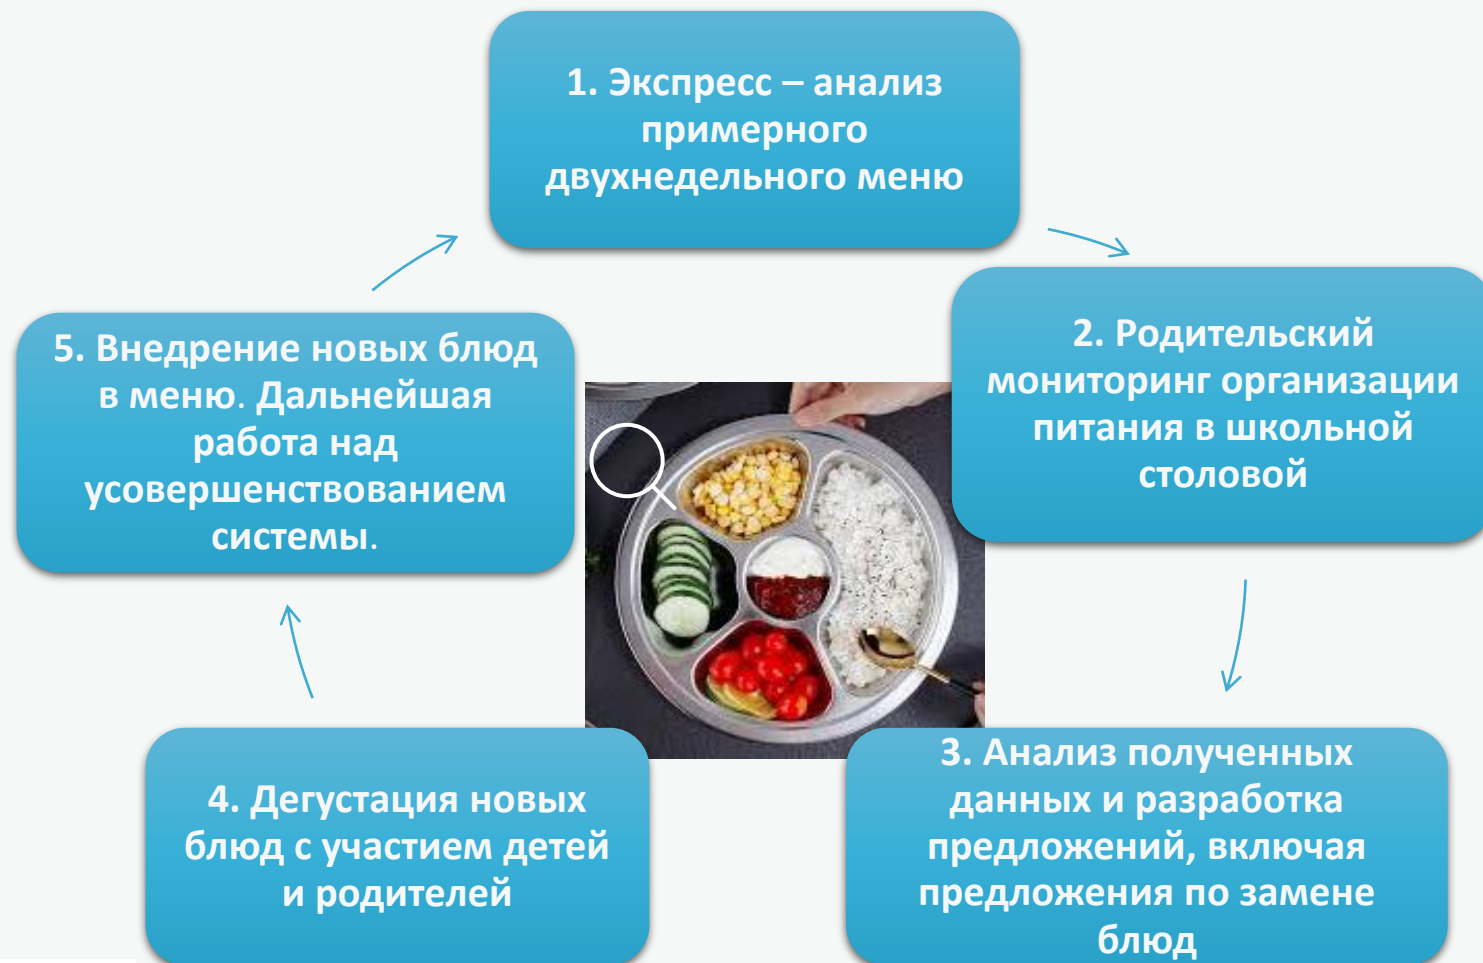 1. Экспресс – анализ
примерного
двухнедельного меню
2. Родительский
мониторинг организации
питания в школьной
столовой
3. Анализ полученных
данных и разработка
предложений, включая
предложения по замене
блюд
4. Дегустация новых
блюд с участием детей
и родителей
5. Внедрение новых блюд
в меню. Дальнейшая
работа над
усовершенствованием
системы.